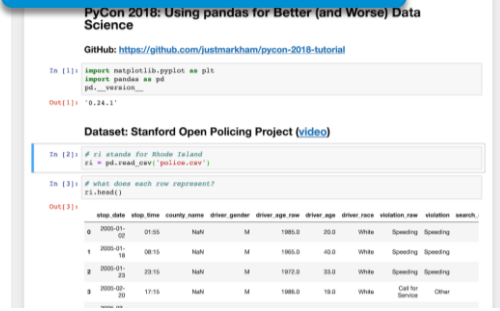 PyCon 2018: Using pandas for Better (and Worse) Data
Science
GitHub: https://github.com/justmarkham/pycon-2018-tutorial
In [1]: import matplotlib.pyplot as plt
import pandas as pd
pd.__version__
Out[1]: '0.24.1'
Dataset: Stanford Open Policing Project (video)
In [2]: # ri stands for Rhode Island
ri = pd.read_csv('police.csv')
In [3]: # what does each row represent?
ri.head()
Out[3]:
stop_date stop_time county_name driver_gender driver_age_raw driver_age driver_race violation_raw violation search_
0 2005-01-02 01:55 NaN M 1985.0 20.0 White Speeding Speeding
1 2005-01-18 08:15 NaN M 1965.0 40.0 White Speeding Speeding
2 2005-01-23 23:15 NaN M 1972.0 33.0 White Speeding Speeding
3 2005-02-20 17:15 NaN M 1986.0 19.0 White Call for Service Other